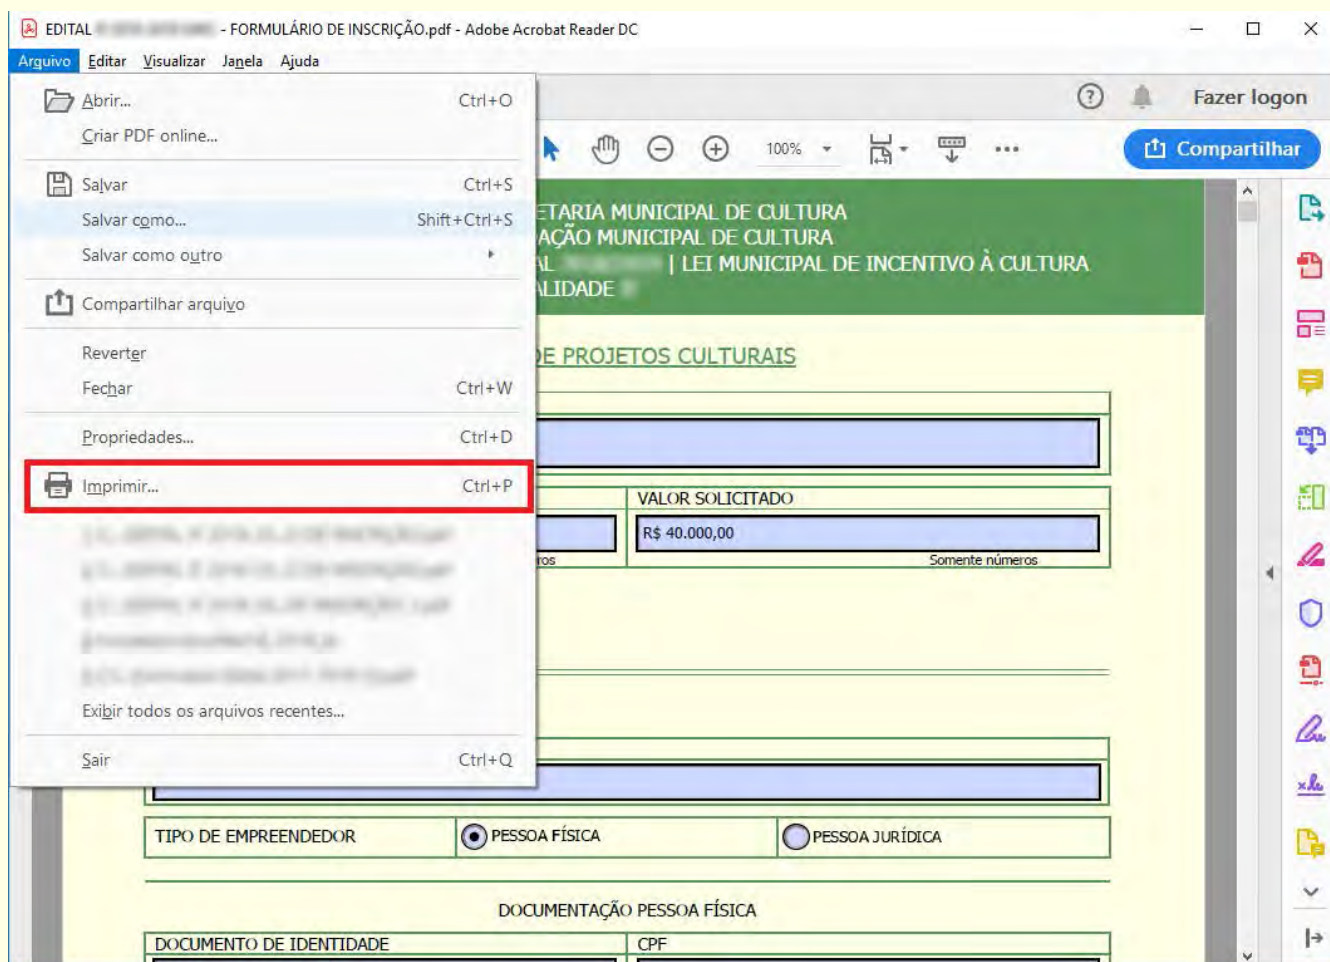 EDITAL - FORMULÁRIO DE INSCRIÇÃO.pdf - Adobe Acrobat Reader DC
Arquivo Editar Visualizar Janela Ajuda
Abrir... Ctrl+O
Criar PDF online...
Salvar Ctrl+S
Salvar como... Shift+Ctrl+S
Salvar como outro
Compartilhar arquivo
Reverter
Fechar Ctrl+W
Propriedades... Ctrl+D
Imprimir... Ctrl+P
Exibir todos os arquivos recentes...
Sair Ctrl+Q
Fazer logon
100%
Compartilhar
ETARIA MUNICIPAL DE CULTURA
AÇÃO MUNICIPAL DE CULTURA
AL | LEI MUNICIPAL DE INCENTIVO À CULTURA
ALIDADE
DE PROJETOS CULTURAIS
VALOR SOLICITADO
R$ 40.000,00
ros Somente números
TIPO DE EMPREENDEDOR PESSOA FÍSICA PESSOA JURÍDICA
DOCUMENTAÇÃO PESSOA FÍSICA
DOCUMENTO DE IDENTIDADE CPF